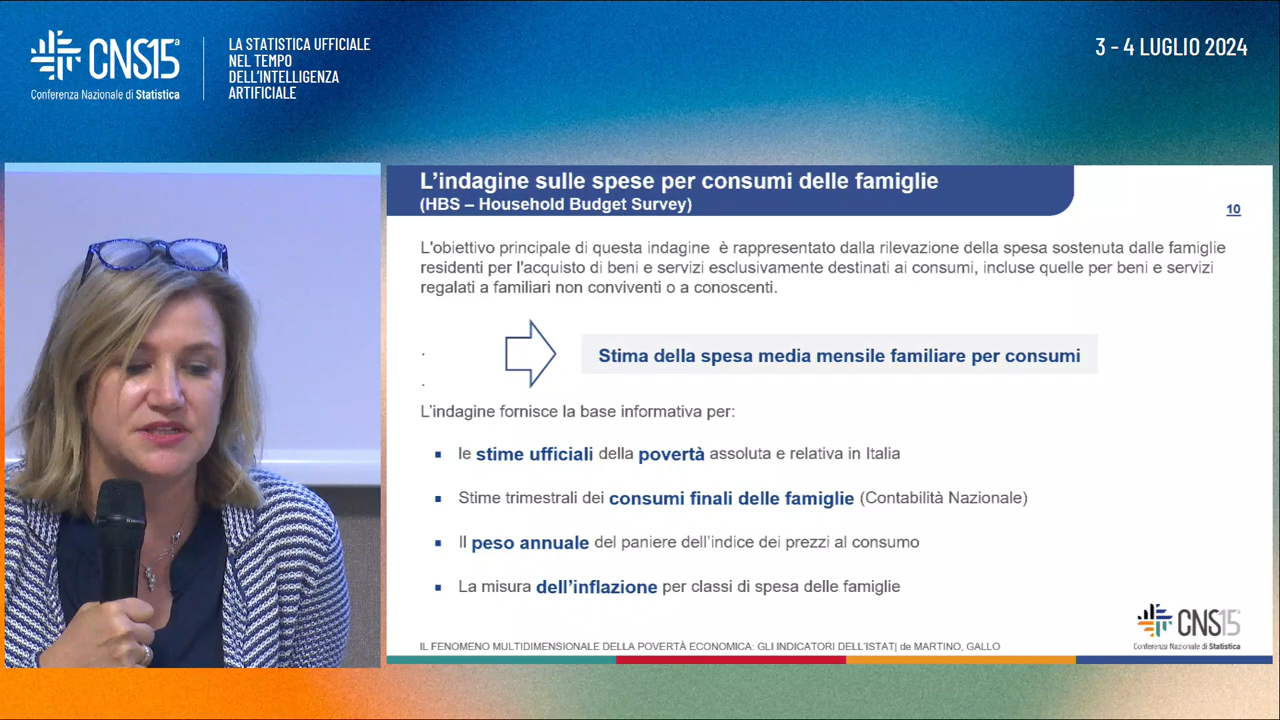 CNS15ª
Conferenza Nazionale di Statistica
LA STATISTICA UFFICIALE
NEL TEMPO
DELL'INTELLIGENZA
ARTIFICIALE
3 - 4 LUGLIO 2024
L'indagine sulle spese per consumi delle famiglie
(HBS – Household Budget Survey)
10
L'obiettivo principale di questa indagine è rappresentato dalla rilevazione della spesa sostenuta dalle famiglie
residenti per l'acquisto di beni e servizi esclusivamente destinati ai consumi, incluse quelle per beni e servizi
regalati a familiari non conviventi o a conoscenti.
.
Stima della spesa media mensile familiare per consumi
.
L'indagine fornisce la base informativa per:
▪ le stime ufficiali della povertà assoluta e relativa in Italia
▪ Stime trimestrali dei consumi finali delle famiglie (Contabilità Nazionale)
▪ Il peso annuale del paniere dell'indice dei prezzi al consumo
▪ La misura dell'inflazione per classi di spesa delle famiglie
IL FENOMENO MULTIDIMENSIONALE DELLA POVERTÀ ECONOMICA: GLI INDICATORI DELL'ISTAT| de MARTINO, GALLO
CNS15ª
Conferenza Nazionale di Statistica